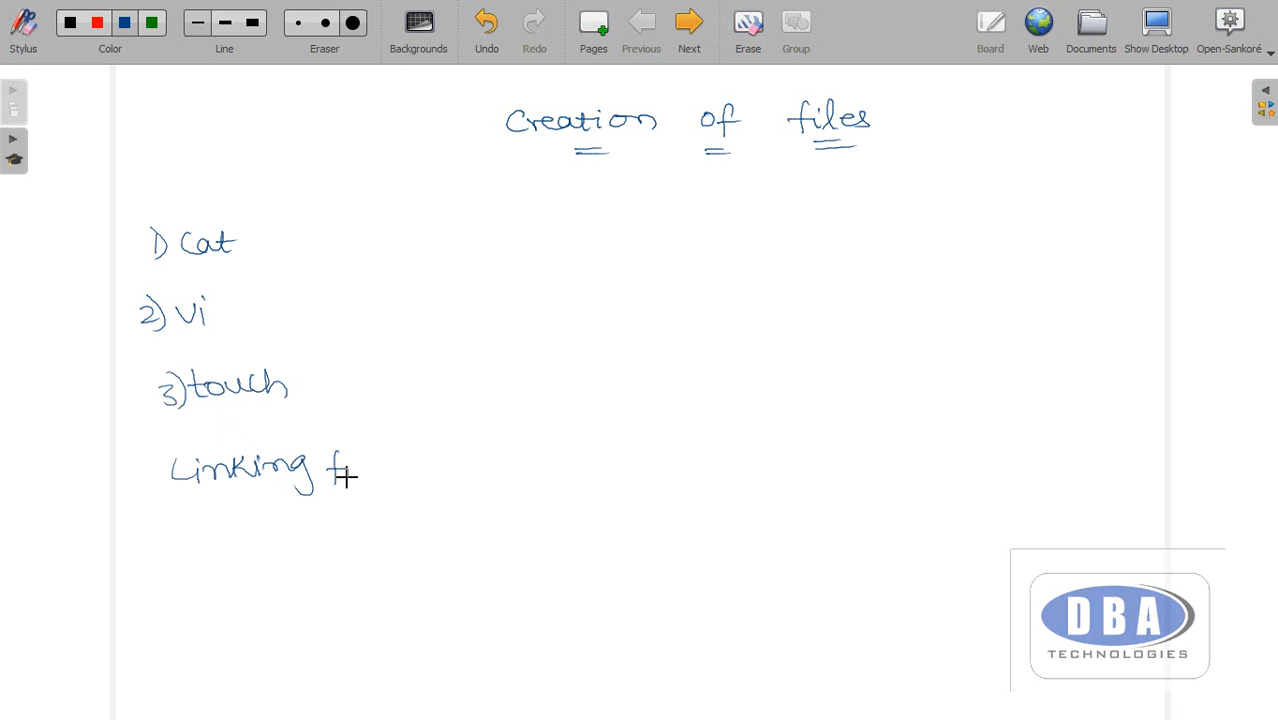 Stylus
Color
Line
Eraser
Backgrounds
Undo
Redo
Pages
Previous
Next
Erase
Group
Board
Web
Documents
Show Desktop
Open-Sankoré
Creation of files
1) Cat
2) Vi
3) touch
Linking f
DBA
TECHNOLOGIES